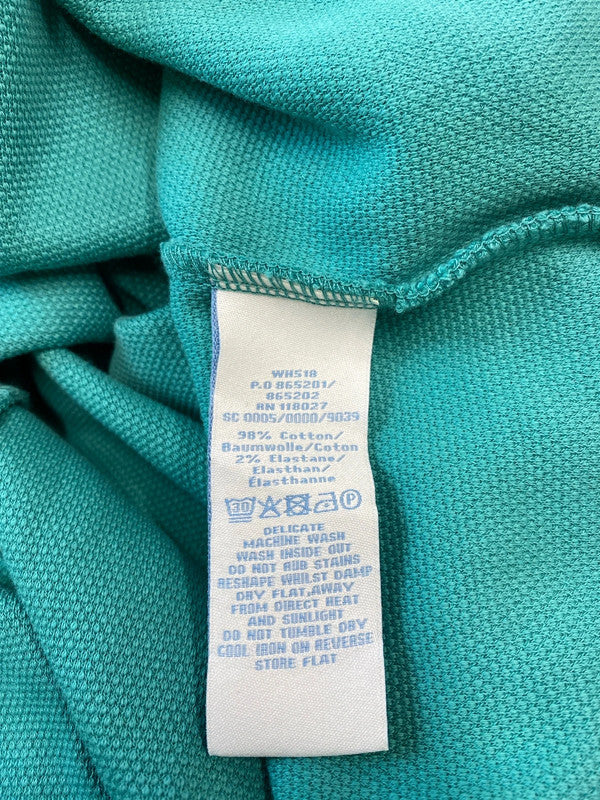 WH518
P.O 865201/
865202
RN 118027
SC 0005/0000/9039
98% Cotton/
Baumwolle/Coton
2% Elastane/
Elasthan/
Élasthanne
30 P
DELICATE
MACHINE WASH
WASH INSIDE OUT
DO NOT RUB STAINS
RESHAPE WHILST DAMP
DRY FLAT,AWAY
FROM DIRECT HEAT
AND SUNLIGHT
DO NOT TUMBLE DRY
COOL IRON ON REVERSE
STORE FLAT